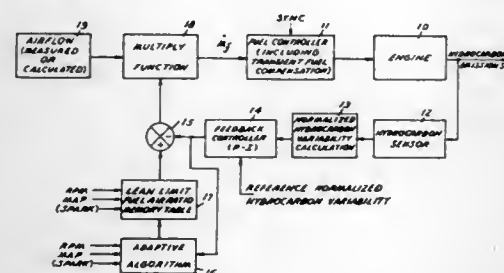 SYNC
19
18
11
10
AIRFLOW
(MEASURED
OR
CALCULATED)
MULTIPLY
FUNCTION
FUEL CONTROLLER
(INCLUDING
TRANSIENT FUEL
COMPENSATION)
ENGINE
HYDROCARBON
EMISSIONS
15
14
13
12
FEEDBACK
CONTROLLER
(P-I)
NORMALIZED
HYDROCARBON
VARIABILITY
CALCULATION
HYDROCARBON
SENSOR
REFERENCE NORMALIZED
HYDROCARBON VARIABILITY
RPM
MAP
(SPARK)
LEAN LIMIT
FUEL AIR RATIO
MEMORY TABLE
17
RPM
MAP
(SPARK)
ADAPTIVE
ALGORITHM
16